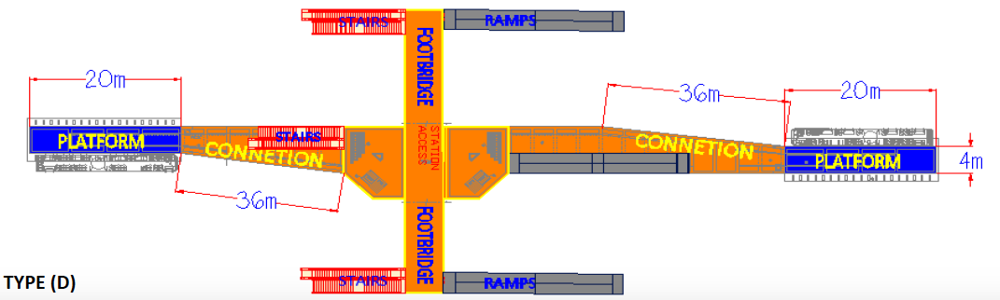 STAIRS
RAMPS
FOOTBRIDGE
20m
36m
20m
PLATFORM
CONNETION
STAIRS
STATION
ACCESS
CONNETION
PLATFORM
4m
36m
FOOTBRIDGE
STAIRS
RAMPS
TYPE (D)